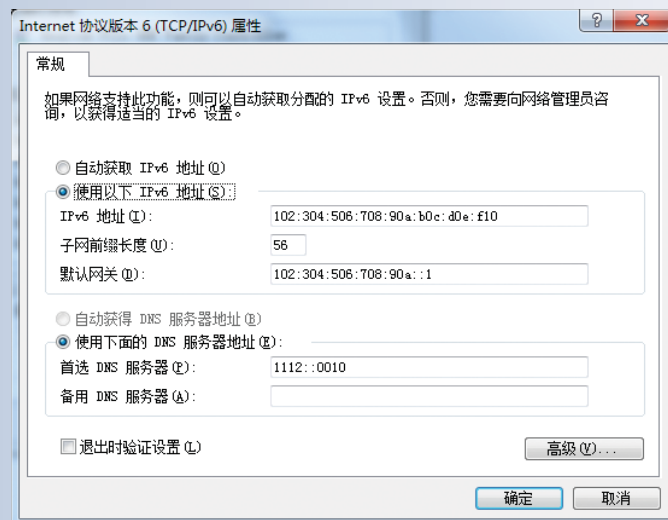 Internet 协议版本 6 (TCP/IPv6) 属性
常规
如果网络支持此功能，则可以自动获取分配的 IPv6 设置。否则，您需要向网络管理员咨
询，以获得适当的 IPv6 设置。
自动获取 IPv6 地址(O)
使用以下 IPv6 地址(S):
IPv6 地址(I): 102:304:506:708:90a:b0c:d0e:f10
子网前缀长度(U): 56
默认网关(D): 102:304:506:708:90a::1
自动获得 DNS 服务器地址(B)
使用下面的 DNS 服务器地址(E):
首选 DNS 服务器(P): 1112::0010
备用 DNS 服务器(A):
退出时验证设置(L)
高级(V)...
确定 取消